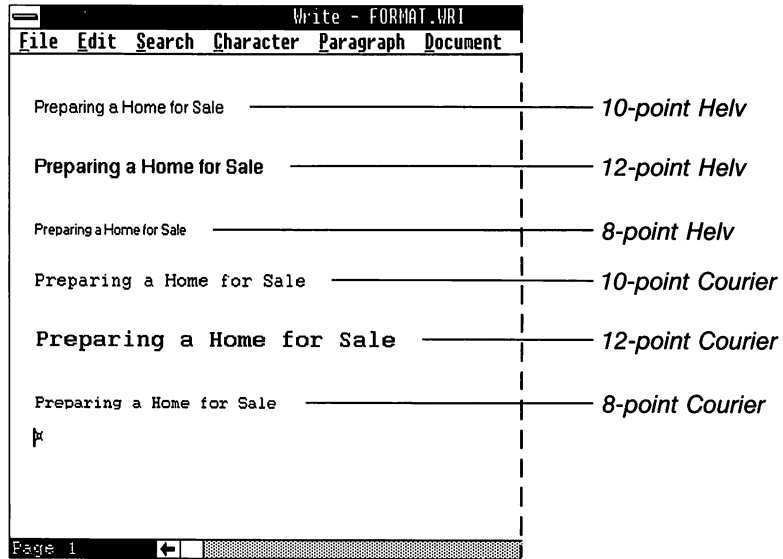 Write - FORMAT.WRI
File Edit Search Character Paragraph Document
Preparing a Home for Sale 10-point Helv
Preparing a Home for Sale 12-point Helv
Preparing a Home for Sale 8-point Helv
Preparing a Home for Sale 10-point Courier
Preparing a Home for Sale 12-point Courier
Preparing a Home for Sale 8-point Courier
¤
Page 1